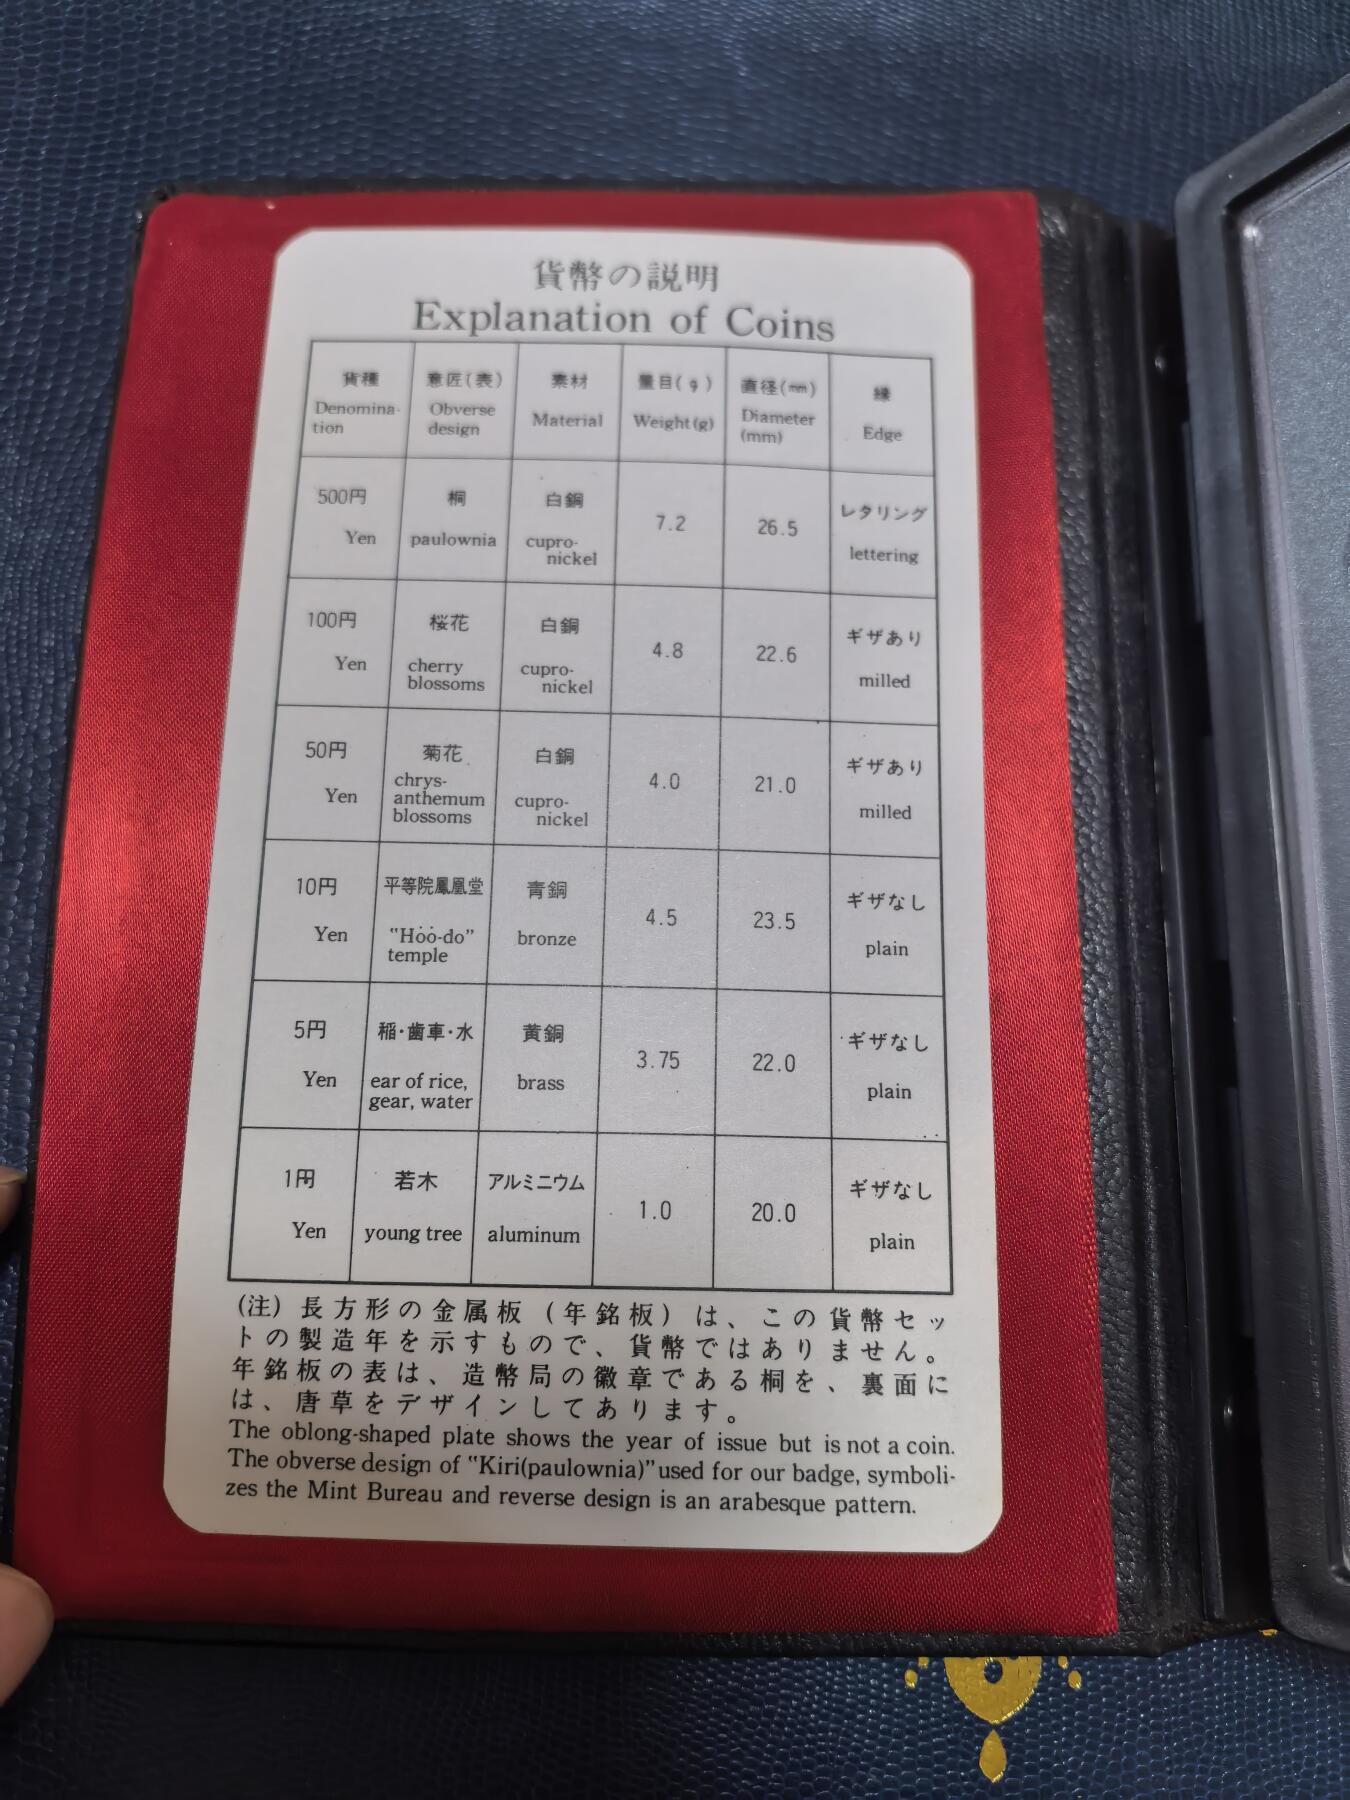 貨幣の説明
Explanation of Coins
貨種 意匠(表) 素材 量目(g) 直径(mm) 縁
Denomina- Obverse Material Weight(g) Diameter Edge
tion design (mm)
500円 桐 白銅 7.2 26.5 レタリング
Yen paulownia cupro- lettering
nickel
100円 桜花 白銅 4.8 22.6 ギザあり
Yen cherry cupro- milled
blossoms nickel
50円 菊花 白銅 4.0 21.0 ギザあり
Yen chrys- cupro- milled
anthemum nickel
blossoms
10円 平等院鳳凰堂 青銅 4.5 23.5 ギザなし
Yen "Hōō-do" bronze plain
temple
5円 稲・歯車・水 黄銅 3.75 22.0 ギザなし
Yen ear of rice, brass plain
gear, water
1円 若木 アルミニウム 1.0 20.0 ギザなし
Yen young tree aluminum plain
(注) 長方形の金属板(年銘板)は、この貨幣セッ
トの製造年を示すもので、貨幣ではありません。
年銘板の表は、造幣局の徽章である桐を、裏面に
は、唐草をデザインしてあります。
The oblong-shaped plate shows the year of issue but is not a coin.
The obverse design of "Kiri(paulownia)" used for our badge, symboli-
zes the Mint Bureau and reverse design is an arabesque pattern.